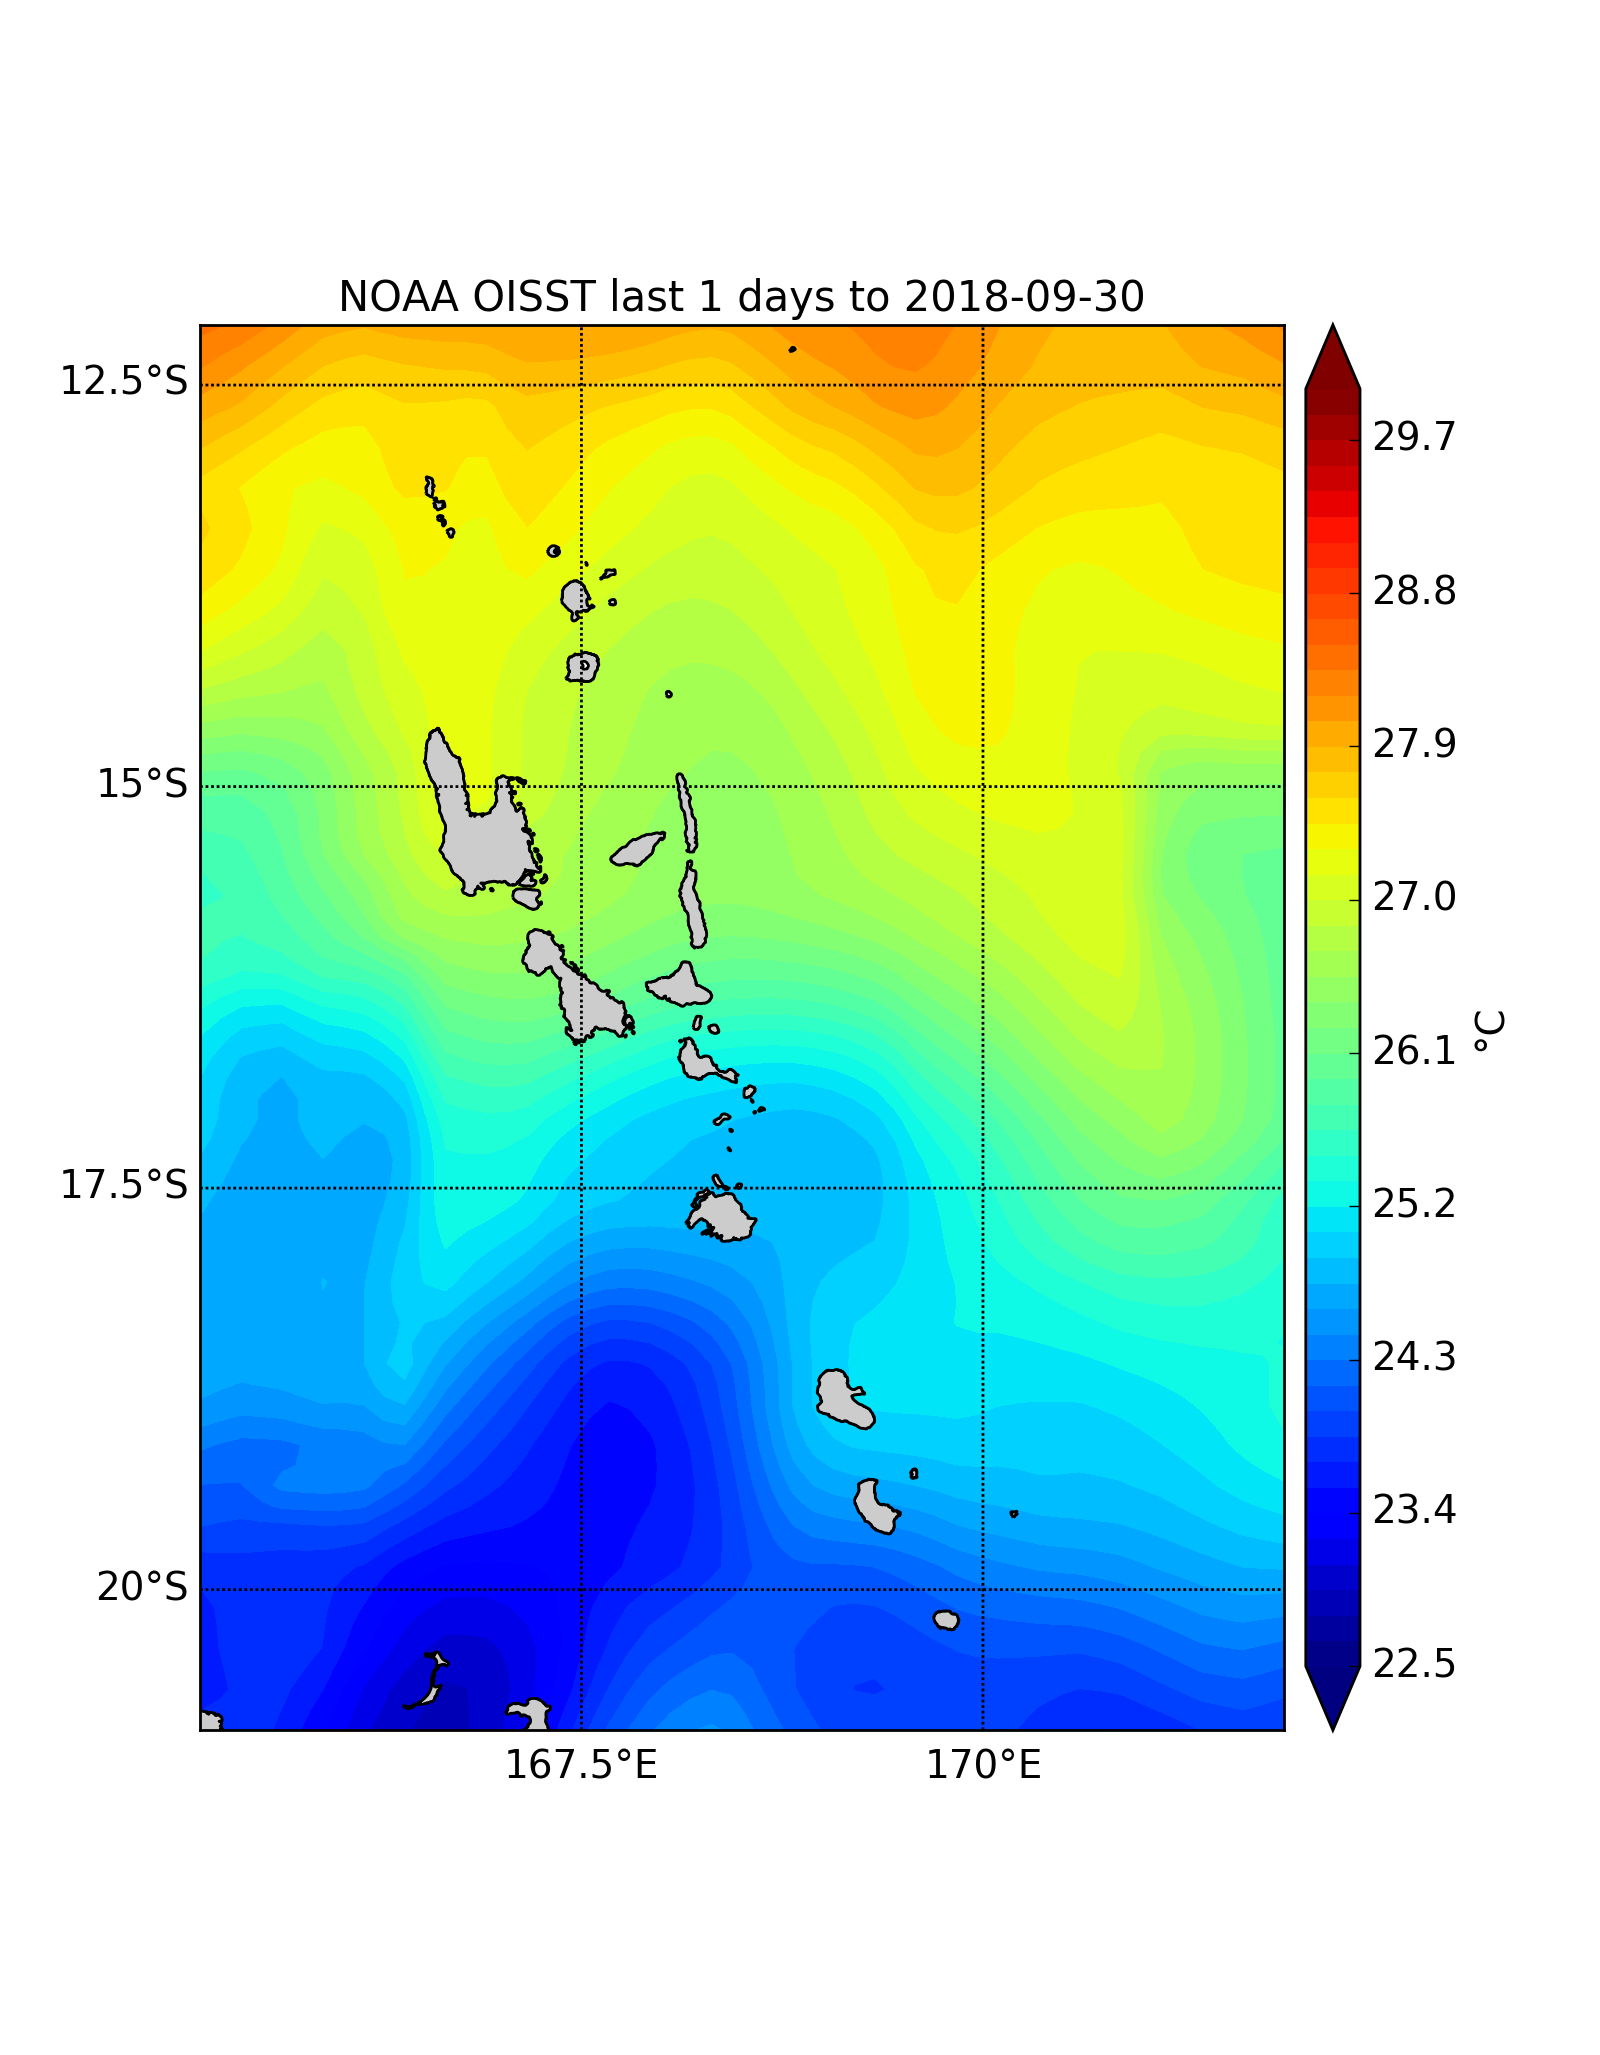 NOAA OISST last 1 days to 2018-09-30
12.5°S
15°S
17.5°S
20°S
167.5°E
170°E
29.7
28.8
27.9
27.0
26.1
25.2
24.3
23.4
22.5
°C